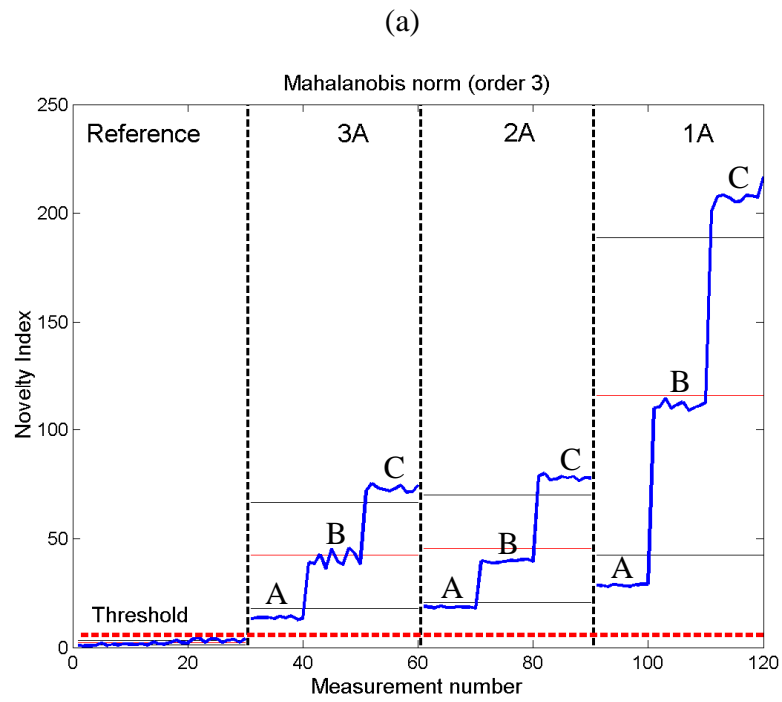 (a)
Mahalanobis norm (order 3)
250
200
150
100
50
0
Novelty Index
Reference
3A
2A
1A
C
B
A
C
B
A
C
B
A
Threshold
0
20
40
60
80
100
120
Measurement number